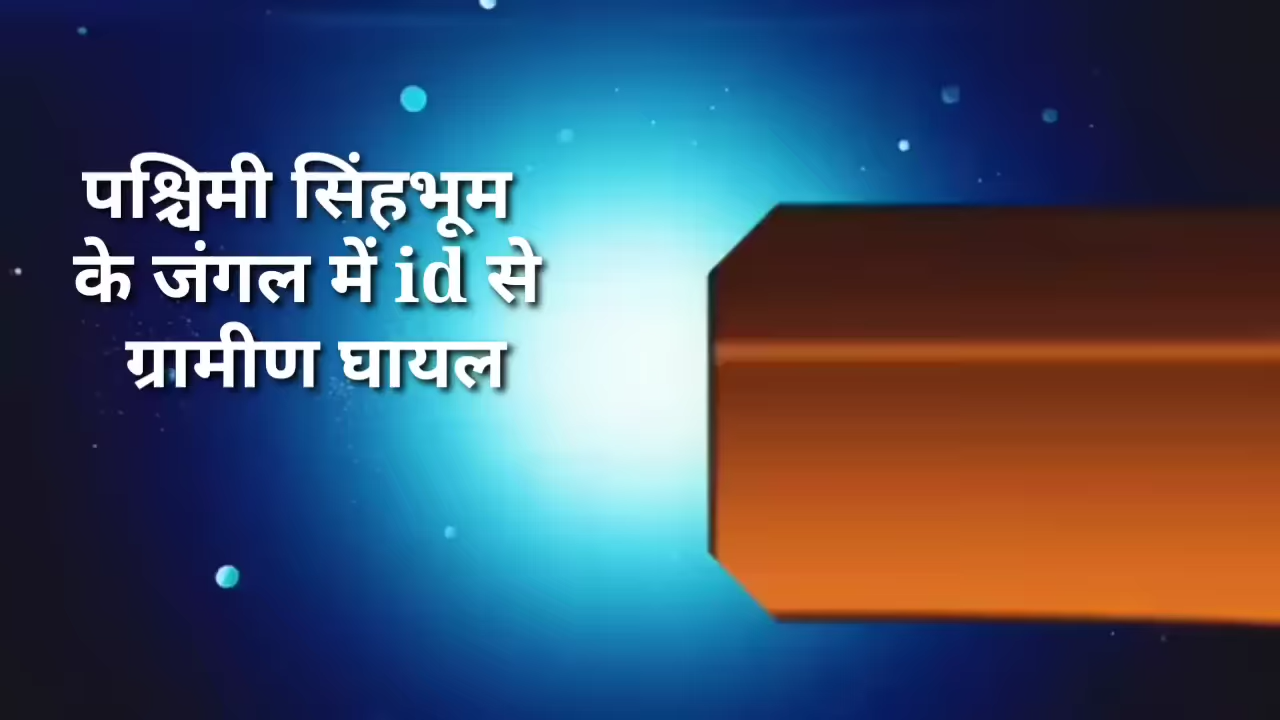 पश्चिमी सिंहभूम
के जंगल में id से
ग्रामीण घायल